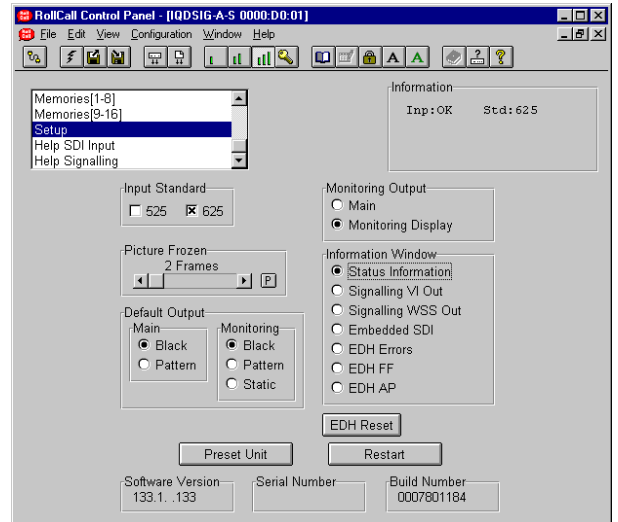 RollCall Control Panel - [IQDSIG-A-S 0000:D0:01]
File Edit View Configuration Window Help
A A ? ?
Memories[1-8]
Memories[9-16]
Setup
Help SDI Input
Help Signalling
Information
Inp:OK Std:625
Input Standard
525 625
Monitoring Output
Main
Monitoring Display
Picture Frozen
2 Frames
P
Information Window
Status Information
Signalling VI Out
Signalling WSS Out
Embedded SDI
EDH Errors
EDH FF
EDH AP
Default Output
Main
Black
Pattern
Monitoring
Black
Pattern
Static
EDH Reset
Preset Unit
Restart
Software Version
133.1. .133
Serial Number
Build Number
0007801184